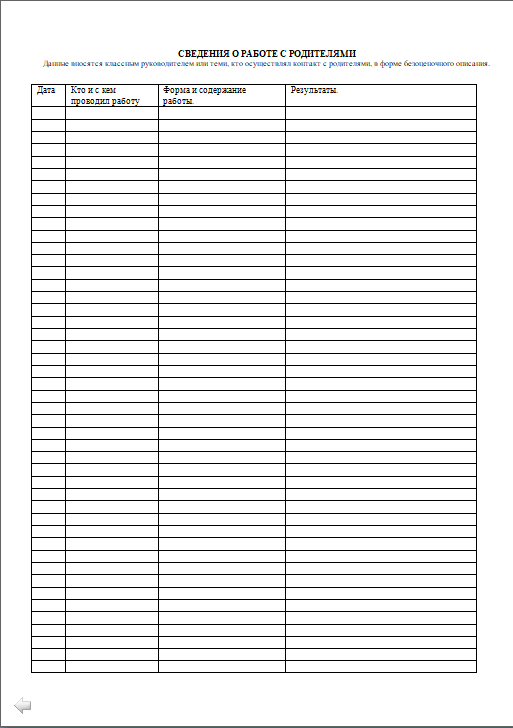 СВЕДЕНИЯ О РАБОТЕ С РОДИТЕЛЯМИ
Данные вносятся классным руководителем или теми, кто осуществлял контакт с родителями, в форме безоценочного описания.
Дата
Кто и с кем
проводил работу
Форма и содержание
работы.
Результаты.